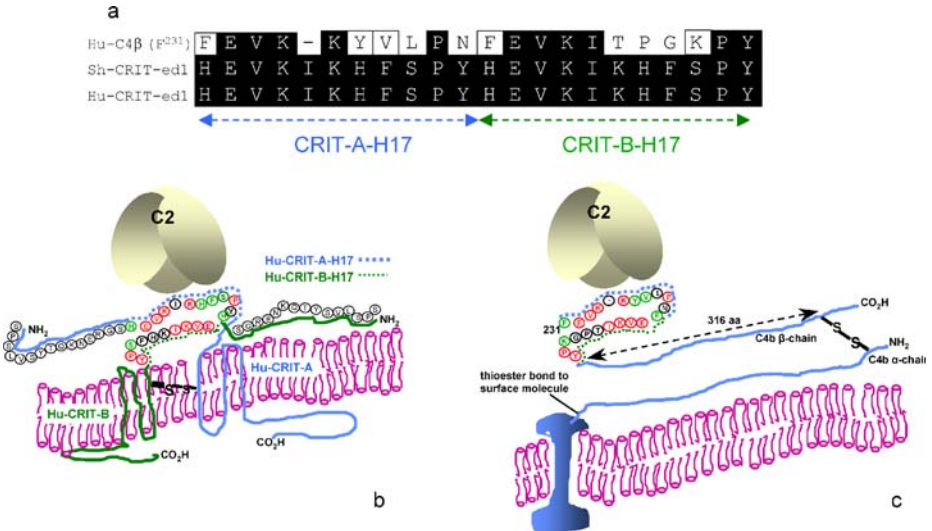 a
Hu-C4β (F231) F E V K - K Y V L P N F E V K I T P G K P Y
Sh-CRIT-ed1 H E V K I K H F S P Y H E V K I K H F S P Y
Hu-CRIT-ed1 H E V K I K H F S P Y H E V K I K H F S P Y
CRIT-A-H17 CRIT-B-H17
C2
Hu-CRIT-A-H17
Hu-CRIT-B-H17
NH2
NH2
Hu-CRIT-A
S S
Hu-CRIT-B
CO2H
CO2H
b
C2
231
316 aa
CO2H
S
S
NH2
C4b β-chain
C4b α-chain
thioester bond to
surface molecule
c